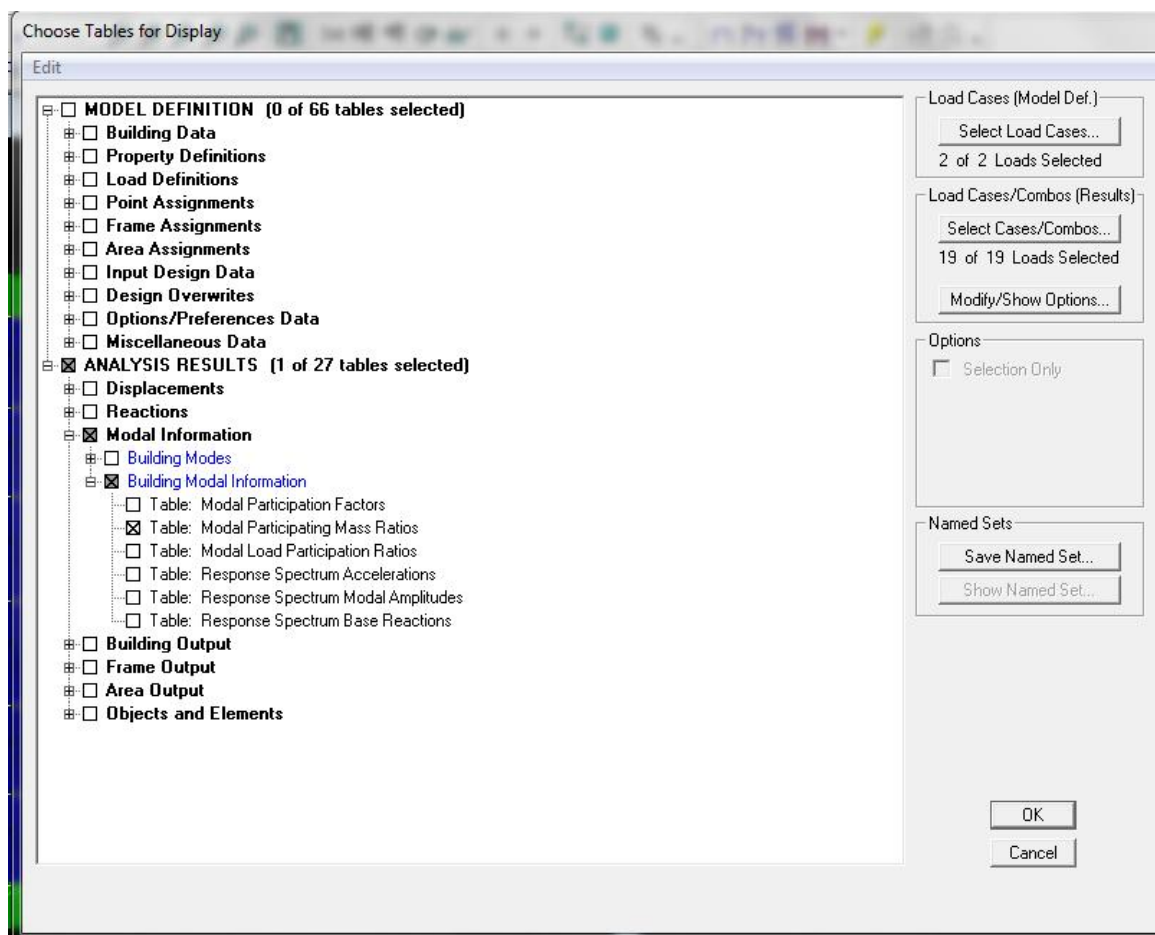 Choose Tables for Display
Edit
MODEL DEFINITION (0 of 66 tables selected)
Building Data
Property Definitions
Load Definitions
Point Assignments
Frame Assignments
Area Assignments
Input Design Data
Design Overwrites
Options/Preferences Data
Miscellaneous Data
ANALYSIS RESULTS (1 of 27 tables selected)
Displacements
Reactions
Modal Information
Building Modes
Building Modal Information
Table: Modal Participation Factors
Table: Modal Participating Mass Ratios
Table: Modal Load Participation Ratios
Table: Response Spectrum Accelerations
Table: Response Spectrum Modal Amplitudes
Table: Response Spectrum Base Reactions
Building Output
Frame Output
Area Output
Objects and Elements
Load Cases (Model Def.)
Select Load Cases...
2 of 2 Loads Selected
Load Cases/Combos (Results)
Select Cases/Combos...
19 of 19 Loads Selected
Modify/Show Options...
Options
Selection Only
Named Sets
Save Named Set...
Show Named Set...
OK
Cancel